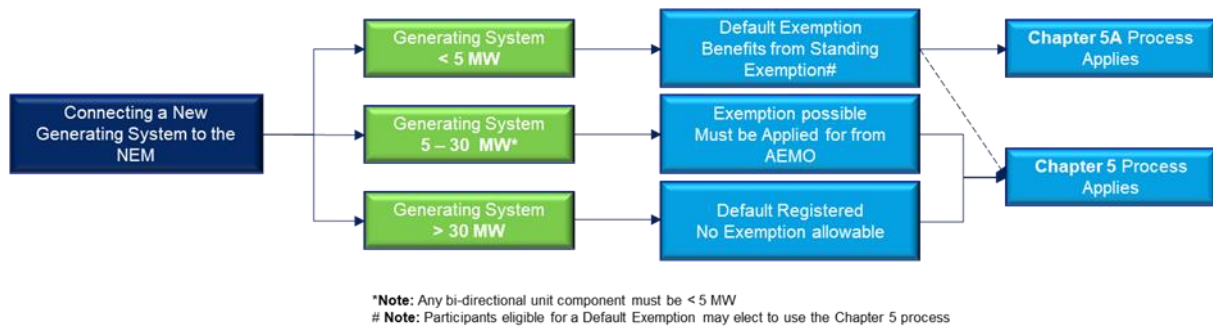 Connecting a New
Generating System to the
NEM
Generating System
< 5 MW
Default Exemption
Benefits from Standing
Exemption#
Chapter 5A Process
Applies
Generating System
5 – 30 MW*
Exemption possible
Must be Applied for from
AEMO
Chapter 5 Process
Applies
Generating System
> 30 MW
Default Registered
No Exemption allowable
*Note: Any bi-directional unit component must be < 5 MW
# Note: Participants eligible for a Default Exemption may elect to use the Chapter 5 process